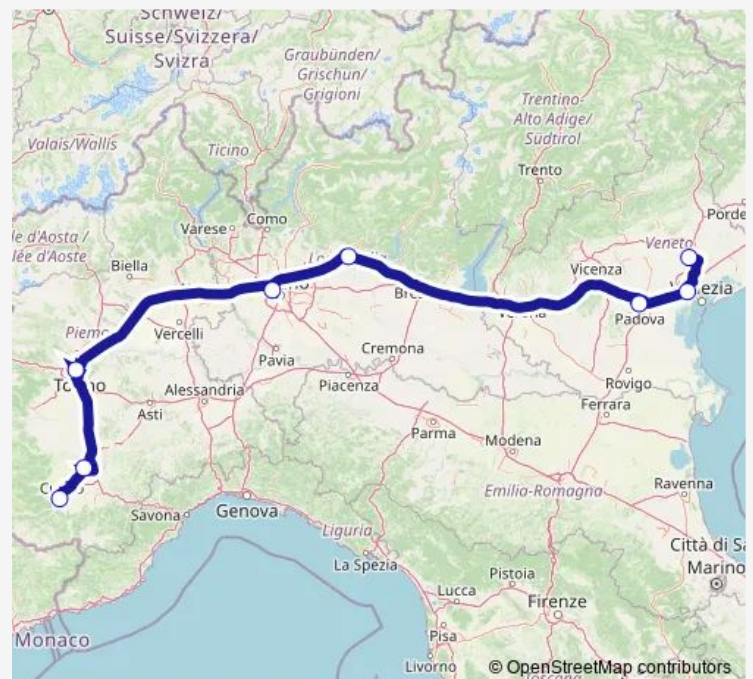 Schweiz/
Suisse/Svizzera/
Svizra
Graubünden/
Grischun/
Grigioni
Trentino-
Alto Adige/
Südtirol
Valais/Wallis
Ticino
Trento
Varese
Como
Veneto
Biella
Vicenza
Padova
Vercelli
Pavia
Cremona
Piacenza
Rovigo
Ferrara
Alessandria
Asti
Parma
Modena
Emilia-Romagna
Ravenna
Savona
Genova
Liguria
La Spezia
Pistoia
Lucca
Firenze
Pisa
Livorno
Marino
Monaco
© OpenStreetMap contributors